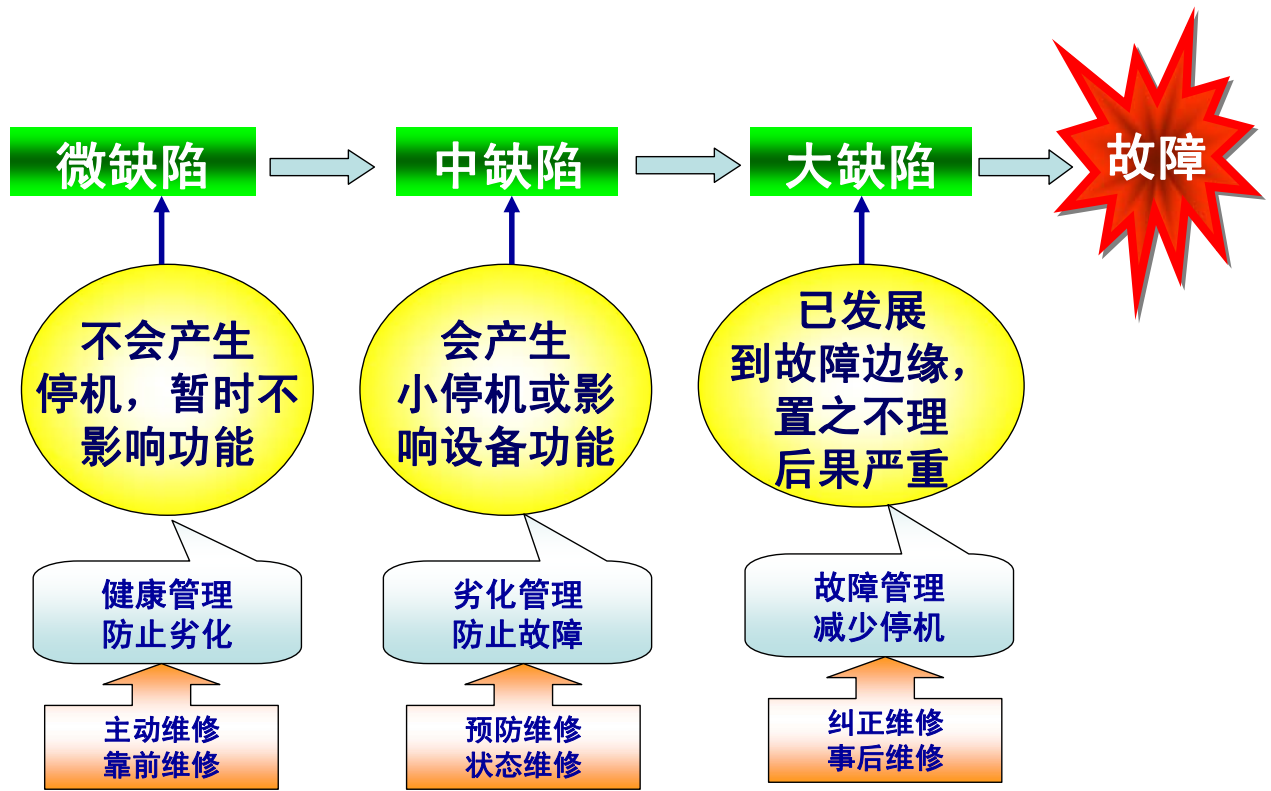 微缺陷
中缺陷
大缺陷
故障
不会产生
停机，暂时不
影响功能
会产生
小停机或影
响设备功能
已发展
到故障边缘，
置之不理
后果严重
健康管理
防止劣化
劣化管理
防止故障
故障管理
减少停机
主动维修
靠前维修
预防维修
状态维修
纠正维修
事后维修